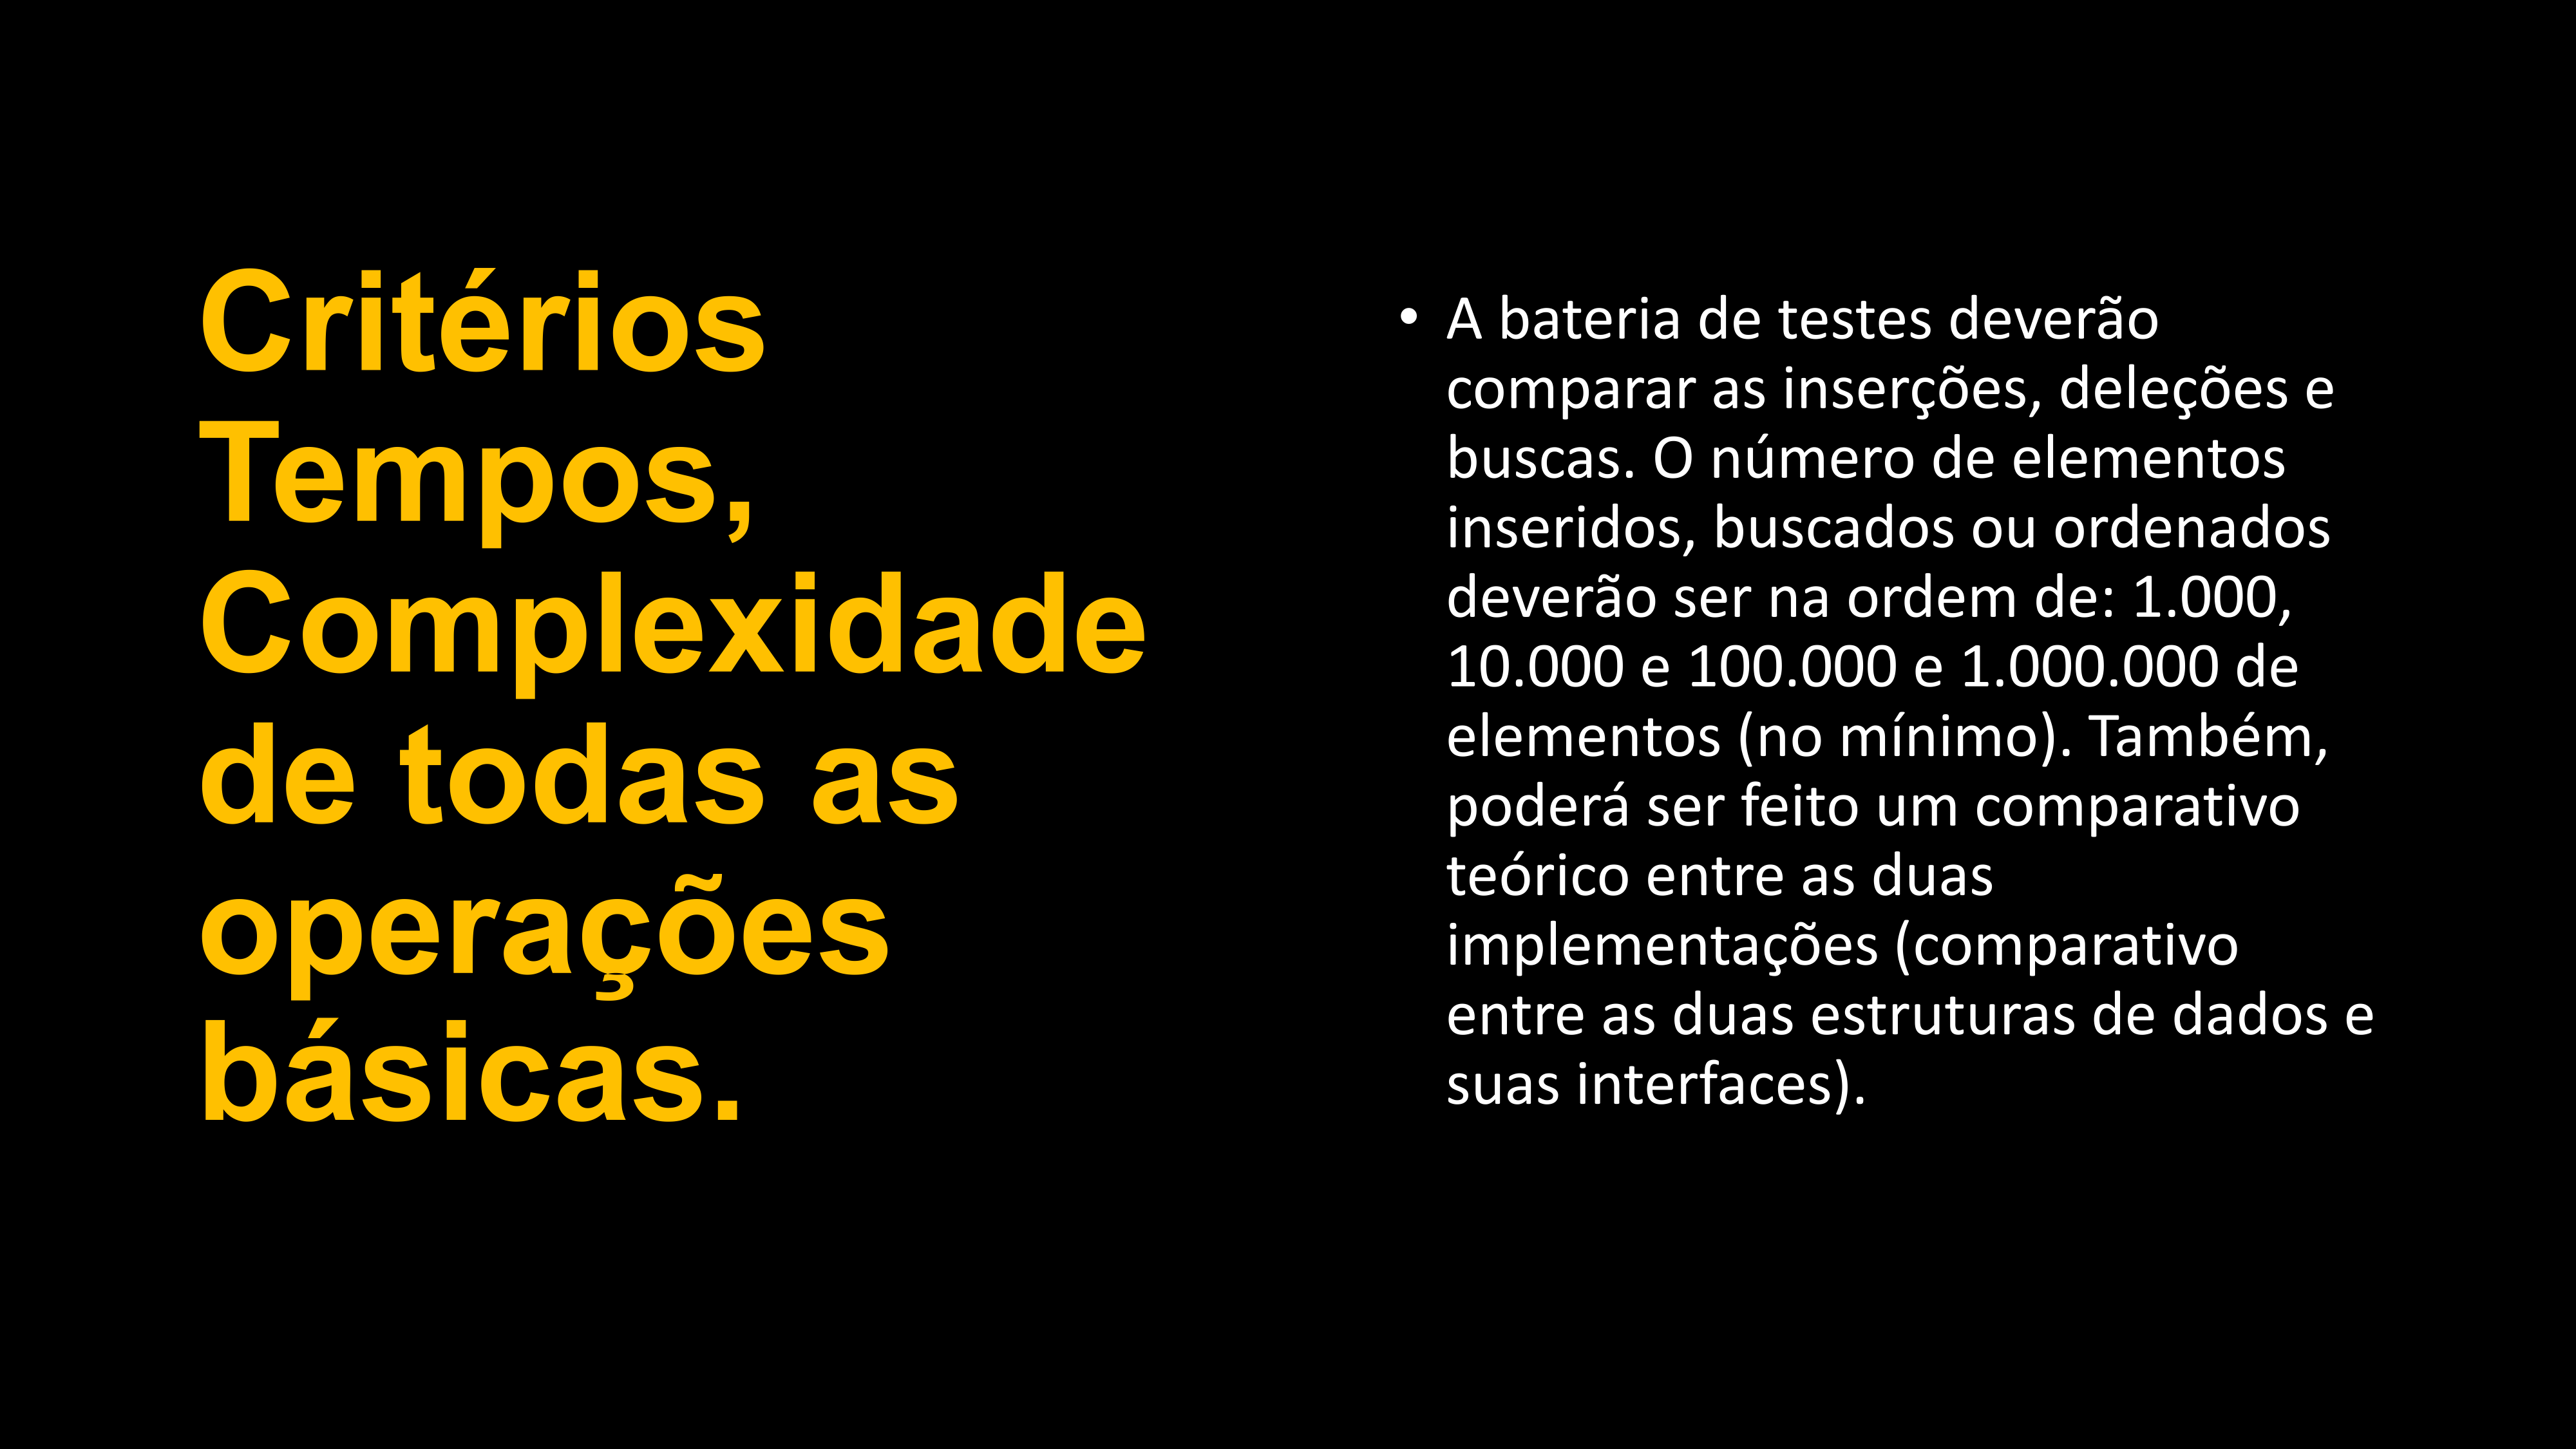 Critérios
Tempos,
Complexidade
de todas as
operações
básicas.
• A bateria de testes deverão
comparar as inserções, deleções e
buscas. O número de elementos
inseridos, buscados ou ordenados
deverão ser na ordem de: 1.000,
10.000 e 100.000 e 1.000.000 de
elementos (no mínimo). Também,
poderá ser feito um comparativo
teórico entre as duas
implementações (comparativo
entre as duas estruturas de dados e
suas interfaces).